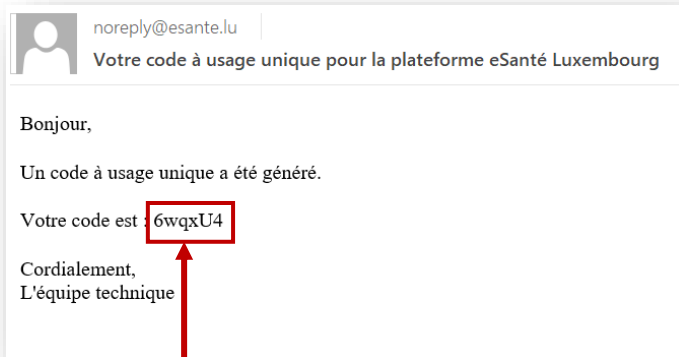 noreply@esante.lu
Votre code à usage unique pour la plateforme eSanté Luxembourg
Bonjour,
Un code à usage unique a été généré.
Votre code est : 6wqxU4
Cordialement,
L'équipe technique